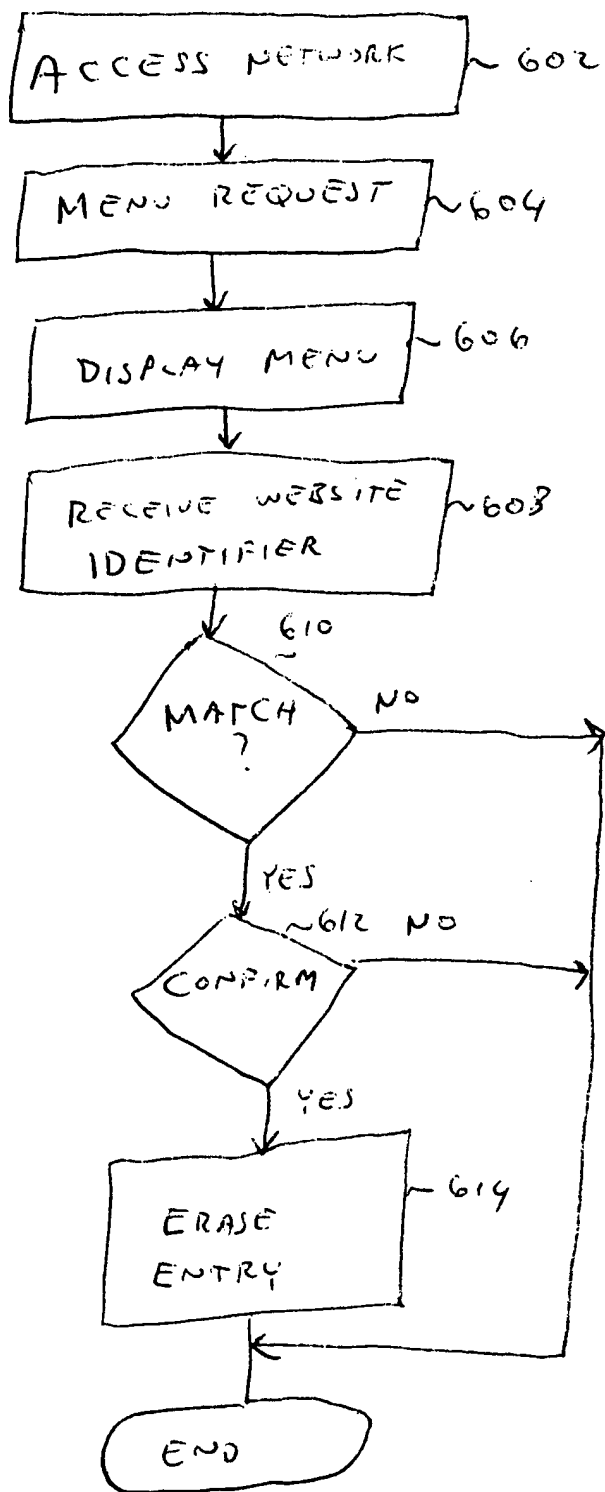 ACCESS NETWORK ~ 602
MENU REQUEST ~ 604
DISPLAY MENU ~ 606
RECEIVE WEBSITE ~ 608
IDENTIFIER
~ 610
MATCH NO
?
YES
~ 612 NO
CONFIRM
YES
~ 614
ERASE
ENTRY
END